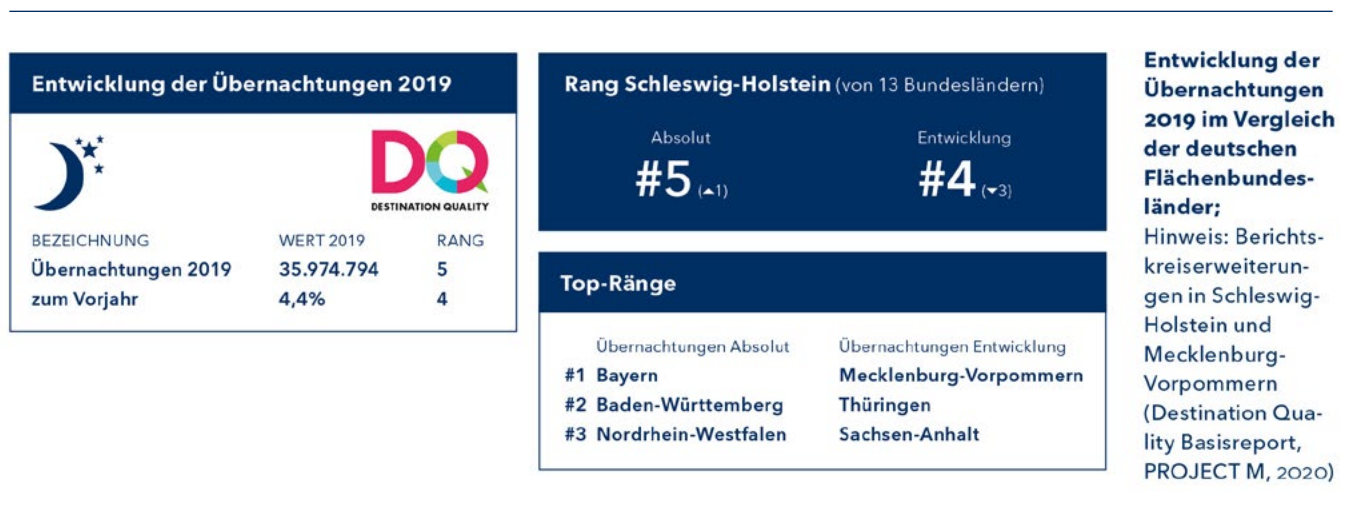 Entwicklung der Übernachtungen 2019
DQ
DESTINATION QUALITY
BEZEICHNUNG WERT 2019 RANG
Übernachtungen 2019 35.974.794 5
zum Vorjahr 4,4% 4
Rang Schleswig-Holstein (von 13 Bundesländern)
Absolut Entwicklung
#5 (▲1) #4 (▼3)
Top-Ränge
Übernachtungen Absolut Übernachtungen Entwicklung
#1 Bayern Mecklenburg-Vorpommern
#2 Baden-Württemberg Thüringen
#3 Nordrhein-Westfalen Sachsen-Anhalt
Entwicklung der
Übernachtungen
2019 im Vergleich
der deutschen
Flächenbundes-
länder;
Hinweis: Berichts-
kreiserweiterun-
gen in Schleswig-
Holstein und
Mecklenburg-
Vorpommern
(Destination Qua-
lity Basisreport,
PROJECT M, 2020)